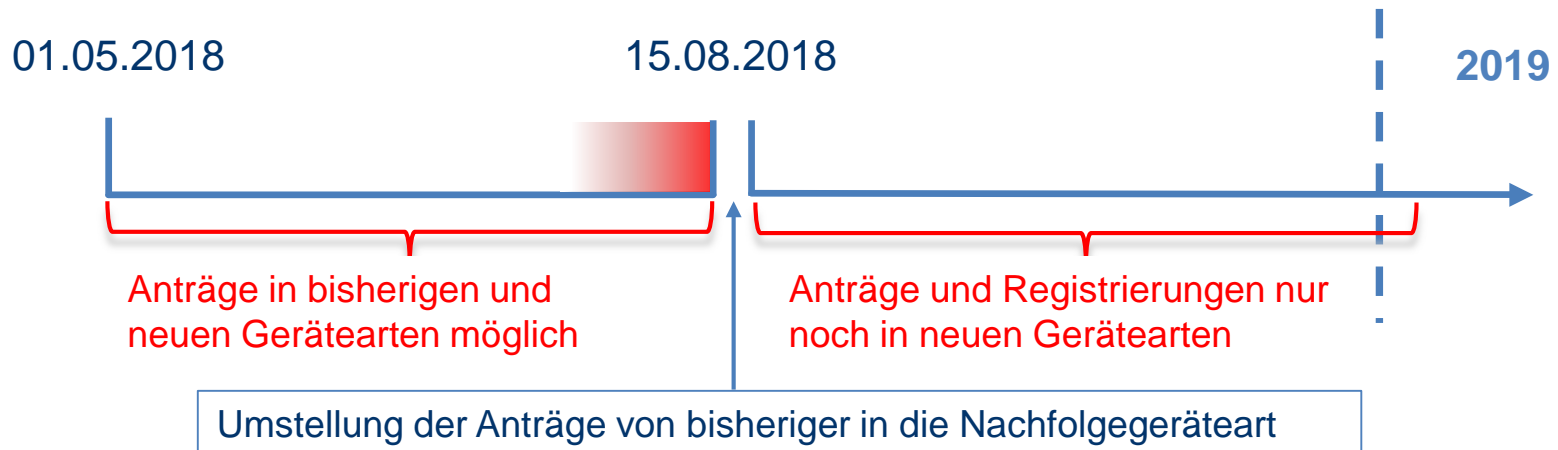 01.05.2018
15.08.2018
2019
Anträge in bisherigen und
neuen Gerätearten möglich
Anträge und Registrierungen nur
noch in neuen Gerätearten
Umstellung der Anträge von bisheriger in die Nachfolgegeräteart